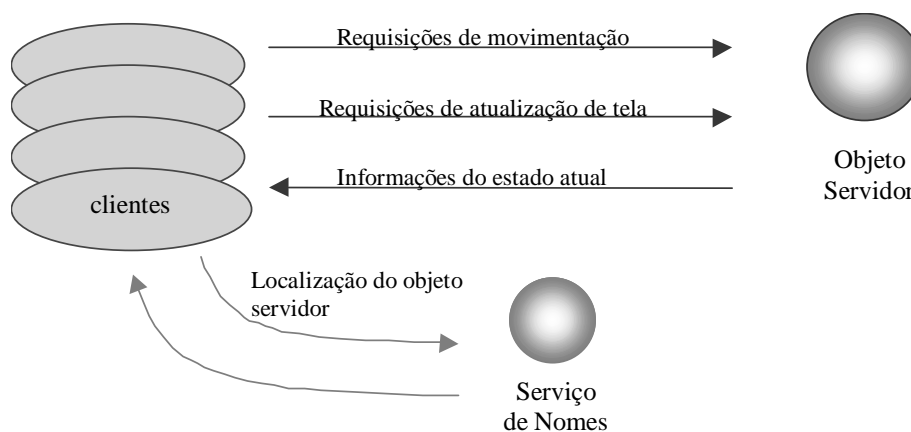 Requisições de movimentação
Requisições de atualização de tela
Informações do estado atual
clientes
Objeto
Servidor
Localização do objeto
servidor
Serviço
de Nomes